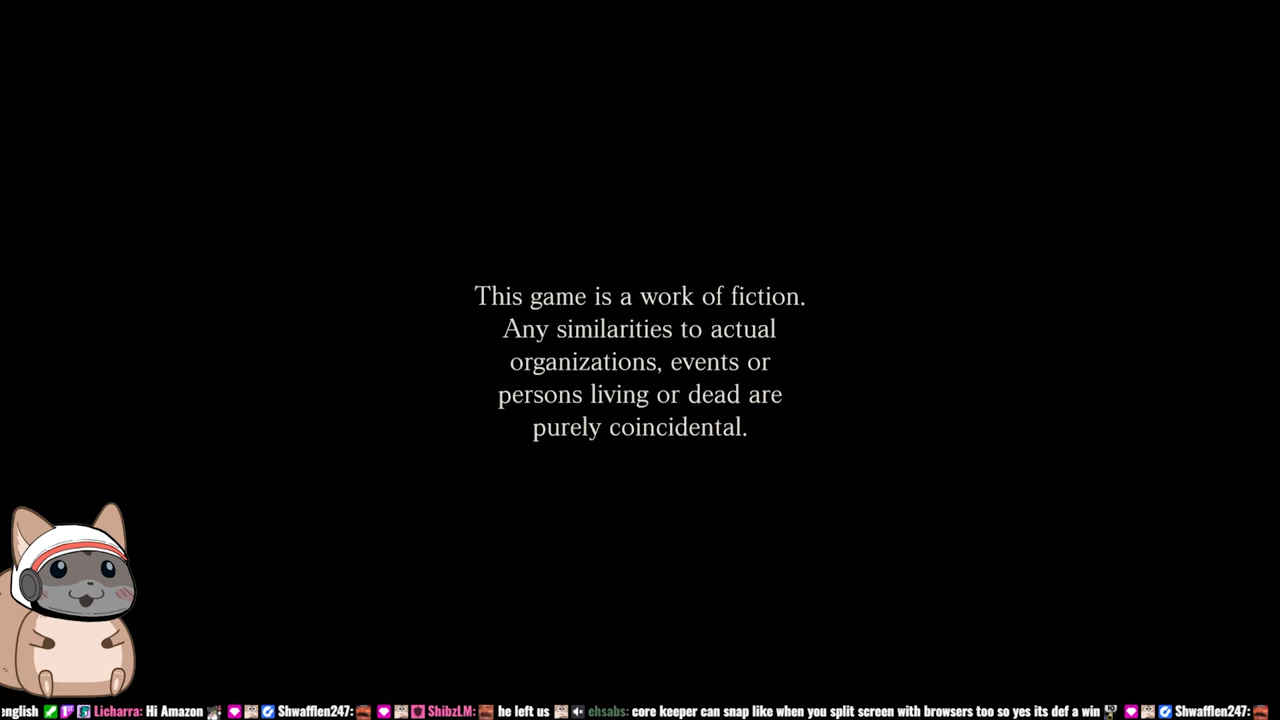 This game is a work of fiction.
Any similarities to actual
organizations, events or
persons living or dead are
purely coincidental.
english Licharra: Hi Amazon Shwafflen247: ShibzLM: he left us ehsabs: core keeper can snap like when you split screen with browsers too so yes its def a win Shwafflen247: